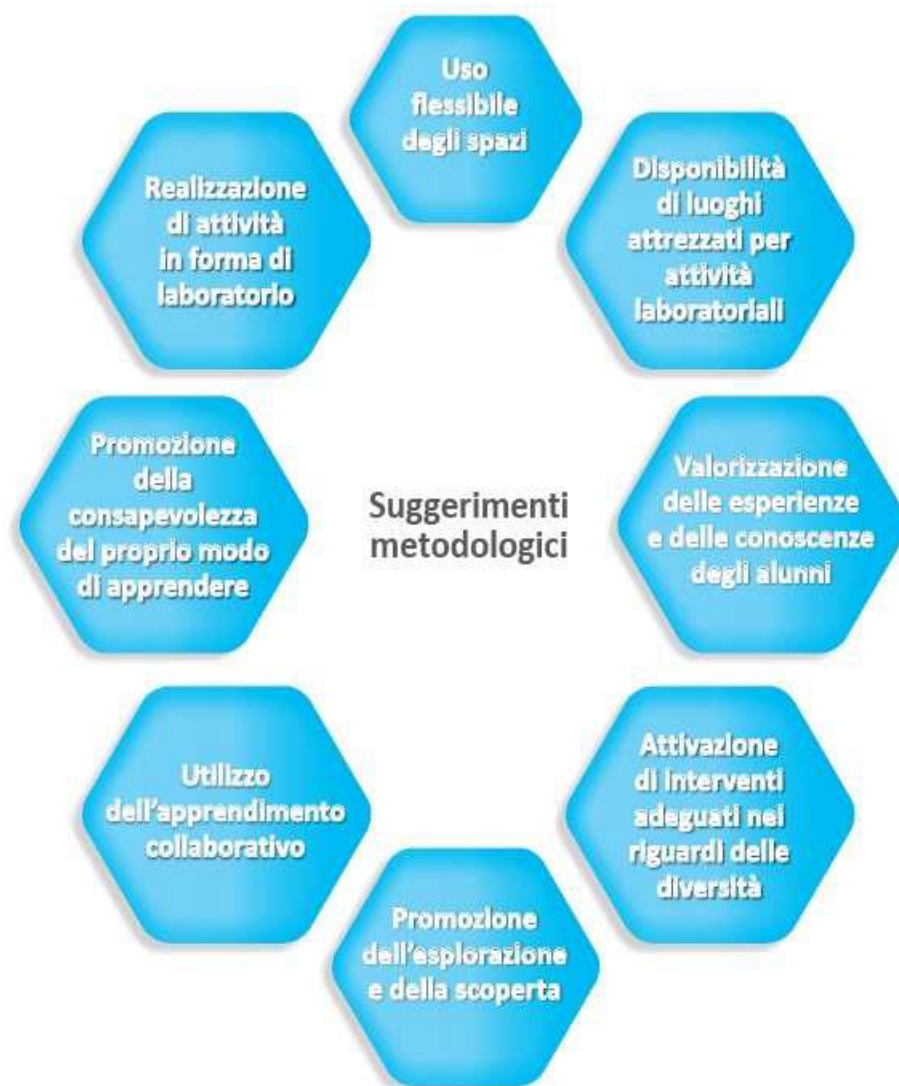 Uso
flessibile
degli spazi
Disponibilità
di luoghi
attrezzati per
attività
laboratoriali
Valorizzazione
delle esperienze
e delle conoscenze
degli alunni
Attivazione
di interventi
adeguati nei
riguardi delle
diversità
Promozione
dell'esplorazione
e della scoperta
Utilizzo
dell'apprendimento
collaborativo
Promozione
della
consapevolezza
del proprio modo
di apprendere
Realizzazione
di attività
in forma di
laboratorio
Suggerimenti
metodologici